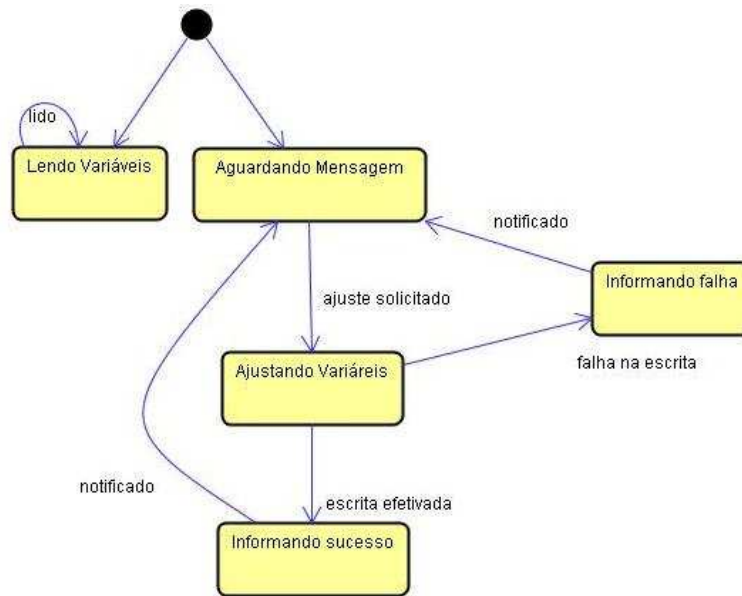 lido
Lendo Variáveis
Aguardando Mensagem
notificado
Informando falha
ajuste solicitado
Ajustando Variáreis
falha na escrita
notificado
escrita efetivada
Informando sucesso